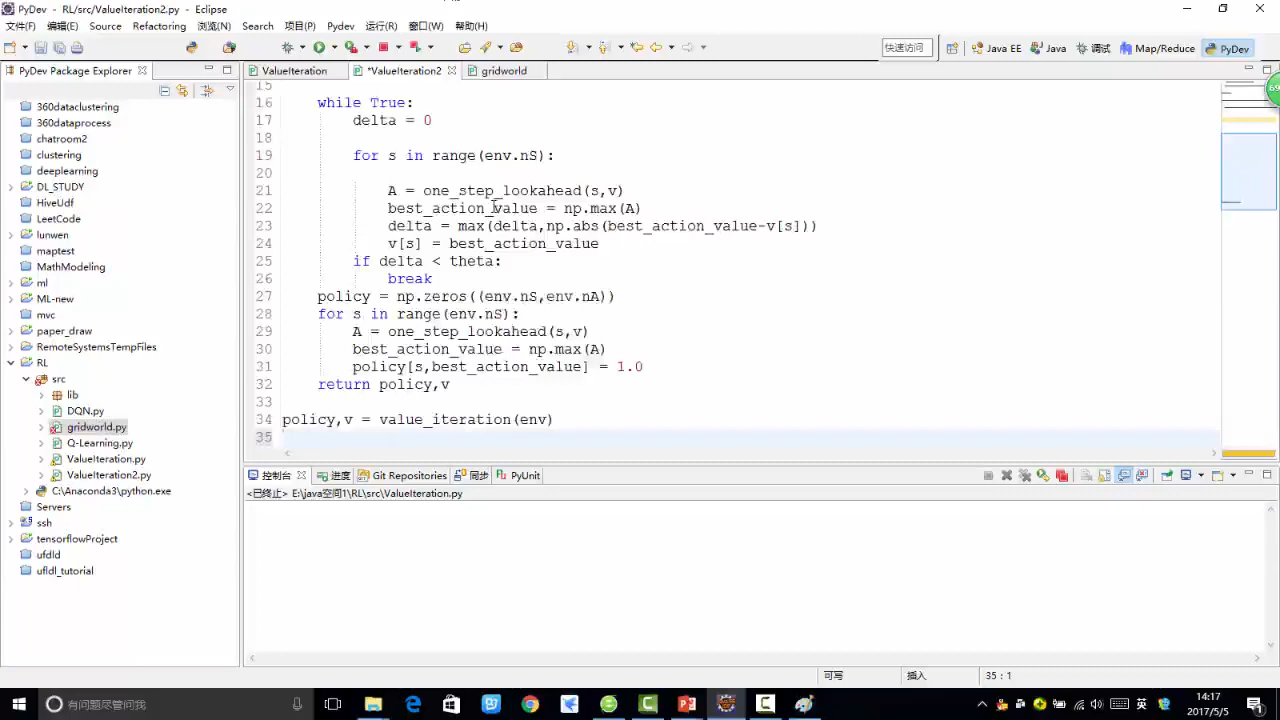 PyDev - RL/src/ValueIteration2.py - Eclipse
文件(F) 编辑(E) Source Refactoring 浏览(N) Search 项目(P) Pydev 运行(R) 窗口(W) 帮助(H)
快速访问 Java EE Java 调试 Map/Reduce PyDev
PyDev Package Explorer
360dataclustering
360dataprocess
chatroom2
clustering
deeplearning
DL_STUDY
HiveUdf
LeetCode
lunwen
maptest
MathModeling
ml
ML-new
mvc
paper_draw
RemoteSystemsTempFiles
RL
src
lib
DQN.py
gridworld.py
Q-Learning.py
ValueIteration.py
ValueIteration2.py
C:\Anaconda3\python.exe
Servers
ssh
tensorflowProject
ufdld
ufldl_tutorial
ValueIteration *ValueIteration2 gridworld
15
16 while True:
17 delta = 0
18
19 for s in range(env.nS):
20
21 A = one_step_lookahead(s,v)
22 best_action_value = np.max(A)
23 delta = max(delta,np.abs(best_action_value-v[s]))
24 v[s] = best_action_value
25 if delta < theta:
26 break
27 policy = np.zeros((env.nS,env.nA))
28 for s in range(env.nS):
29 A = one_step_lookahead(s,v)
30 best_action_value = np.max(A)
31 policy[s,best_action_value] = 1.0
32 return policy,v
33
34 policy,v = value_iteration(env)
35
69
控制台 进度 Git Repositories 同步 PyUnit
<已终止> E:\java空间1\RL\src\ValueIteration.py
可写 插入 35 : 1
有问题尽管问我
英
14:17
2017/5/5